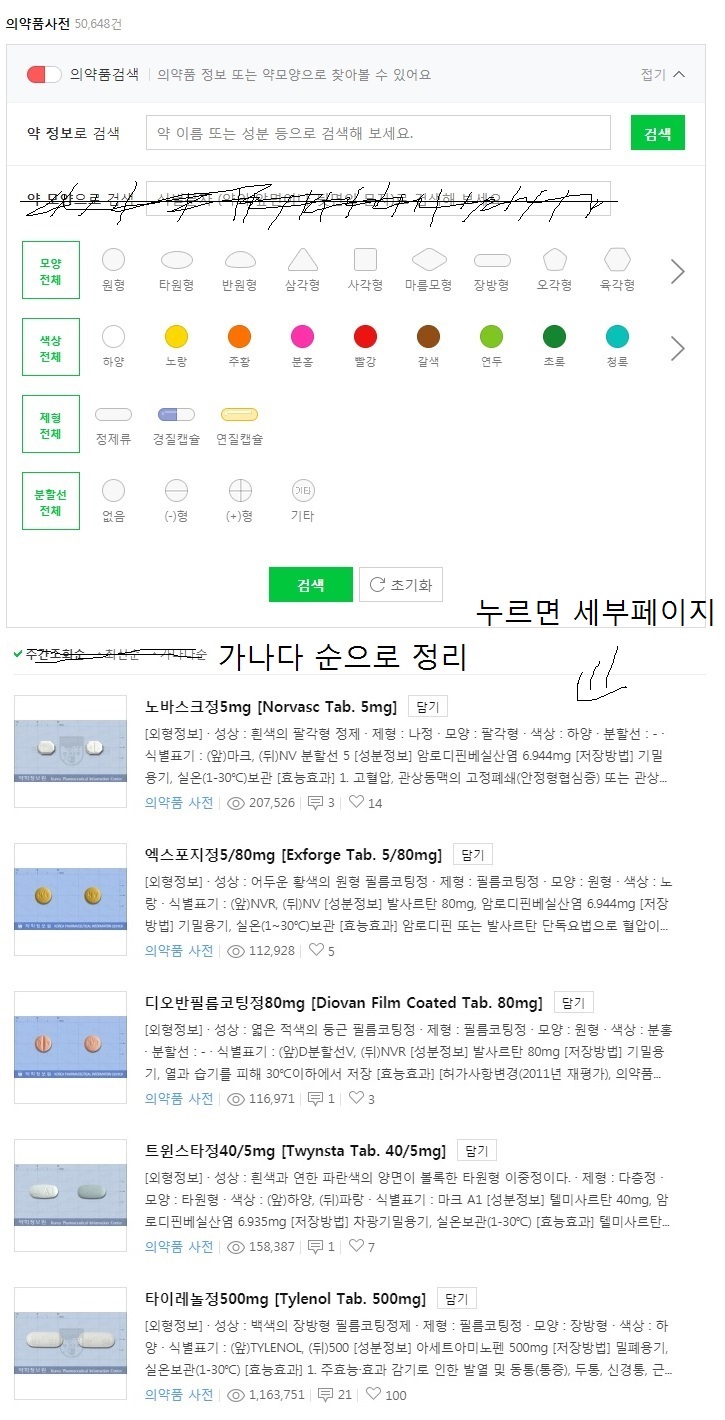 의약품사전 50,648건
의약품검색 의약품 정보 또는 약모양으로 찾아볼 수 있어요 접기
약 정보로 검색 약 이름 또는 성분 등으로 검색해 보세요. 검색
약 모양으로 검색 검색해 보세요
모양 전체 원형 타원형 반원형 삼각형 사각형 마름모형 장방형 오각형 육각형
색상 전체 하양 노랑 주황 분홍 빨강 갈색 연두 초록 청록
제형 전체 정제류 경질캡슐 연질캡슐
기타
분할선 전체 없음 (-)형 (+)형 기타
검색 초기화
누르면 세부페이지
주간조회순 최신순 가나다순 가나다 순으로 정리
노바스크정5mg [Norvasc Tab. 5mg] 담기
[외형정보] · 성상 : 흰색의 팔각형 정제 · 제형 : 나정 · 모양 : 팔각형 · 색상 : 하양 · 분할선 : - ·
식별표기 : (앞)마크, (뒤)NV 분할선 5 [성분정보] 암로디핀베실산염 6.944mg [저장방법] 기밀
용기, 실온(1-30℃)보관 [효능효과] 1. 고혈압, 관상동맥의 고정폐쇄(안정형협심증) 또는 관상...
의약품 사전 207,526 3 14
엑스포지정5/80mg [Exforge Tab. 5/80mg] 담기
[외형정보] · 성상 : 어두운 황색의 원형 필름코팅정 · 제형 : 필름코팅정 · 모양 : 원형 · 색상 : 노
랑 · 식별표기 : (앞)NVR, (뒤)NV [성분정보] 발사르탄 80mg, 암로디핀베실산염 6.944mg [저장
방법] 기밀용기, 실온(1~30℃)보관 [효능효과] 암로디핀 또는 발사르탄 단독요법으로 혈압이...
의약품 사전 112,928 5
디오반필름코팅정80mg [Diovan Film Coated Tab. 80mg] 담기
[외형정보] · 성상 : 엷은 적색의 둥근 필름코팅정 · 제형 : 필름코팅정 · 모양 : 원형 · 색상 : 분홍
· 분할선 : - · 식별표기 : (앞)D분할선V, (뒤)NVR [성분정보] 발사르탄 80mg [저장방법] 기밀용
기, 열과 습기를 피해 30℃이하에서 저장 [효능효과] [허가사항변경(2011년 재평가), 의약품...
의약품 사전 116,971 1 3
트윈스타정40/5mg [Twynsta Tab. 40/5mg] 담기
[외형정보] · 성상 : 흰색과 연한 파란색의 양면이 볼록한 타원형 이중정이다. · 제형 : 다층정 ·
모양 : 타원형 · 색상 : (앞)하양, (뒤)파랑 · 식별표기 : 마크 A1 [성분정보] 텔미사르탄 40mg, 암
로디핀베실산염 6.935mg [저장방법] 차광기밀용기, 실온보관(1-30℃) [효능효과] 텔미사르탄...
의약품 사전 158,387 1 7
타이레놀정500mg [Tylenol Tab. 500mg] 담기
[외형정보] · 성상 : 백색의 장방형 필름코팅정제 · 제형 : 필름코팅정 · 모양 : 장방형 · 색상 : 하
양 · 식별표기 : (앞)TYLENOL, (뒤)500 [성분정보] 아세트아미노펜 500mg [저장방법] 밀폐용기,
실온보관(1-30℃) [효능효과] 1. 주효능·효과 감기로 인한 발열 및 동통(통증), 두통, 신경통, 근...
의약품 사전 1,163,751 21 100